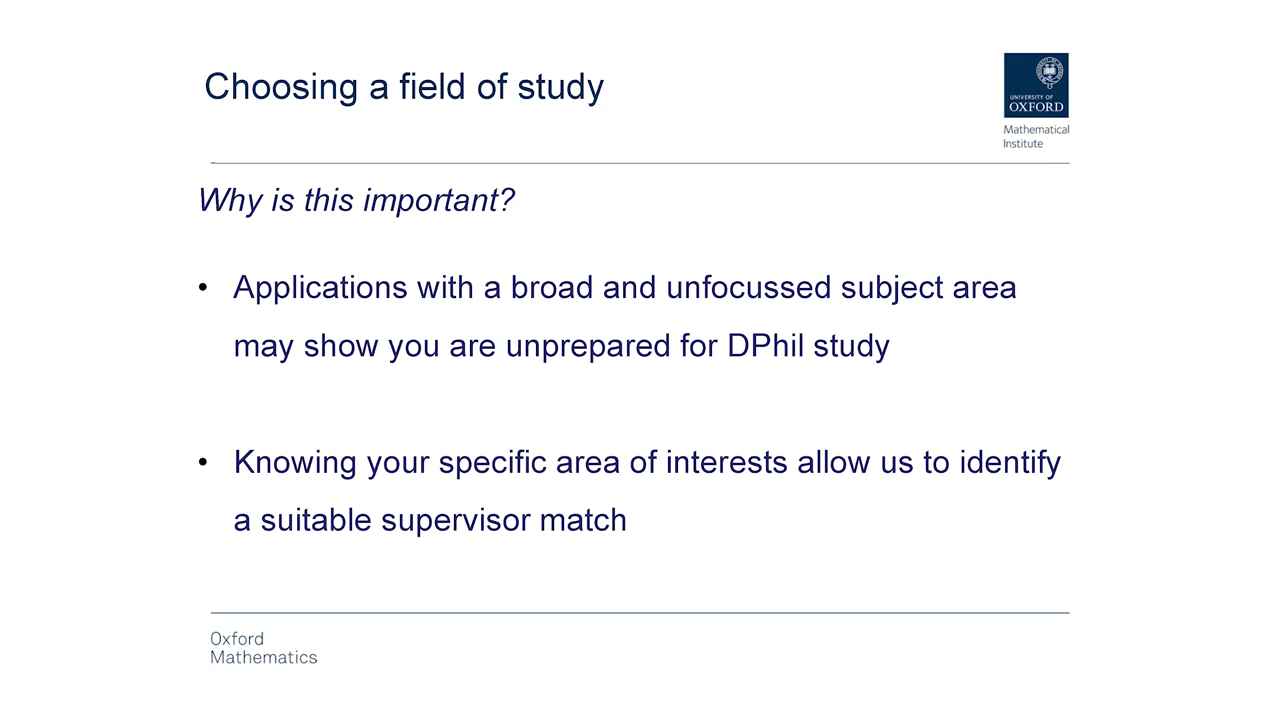 Choosing a field of study
UNIVERSITY OF
OXFORD
Mathematical
Institute
Why is this important?
• Applications with a broad and unfocussed subject area
may show you are unprepared for DPhil study
• Knowing your specific area of interests allow us to identify
a suitable supervisor match
Oxford
Mathematics